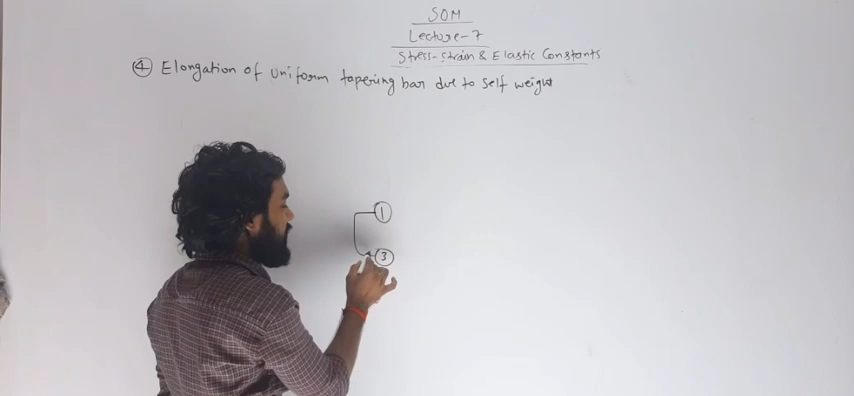 SOM
Lecture-7
Stress-Strain & Elastic Constants
④ Elongation of uniform tapering bar due to self weight
①
③